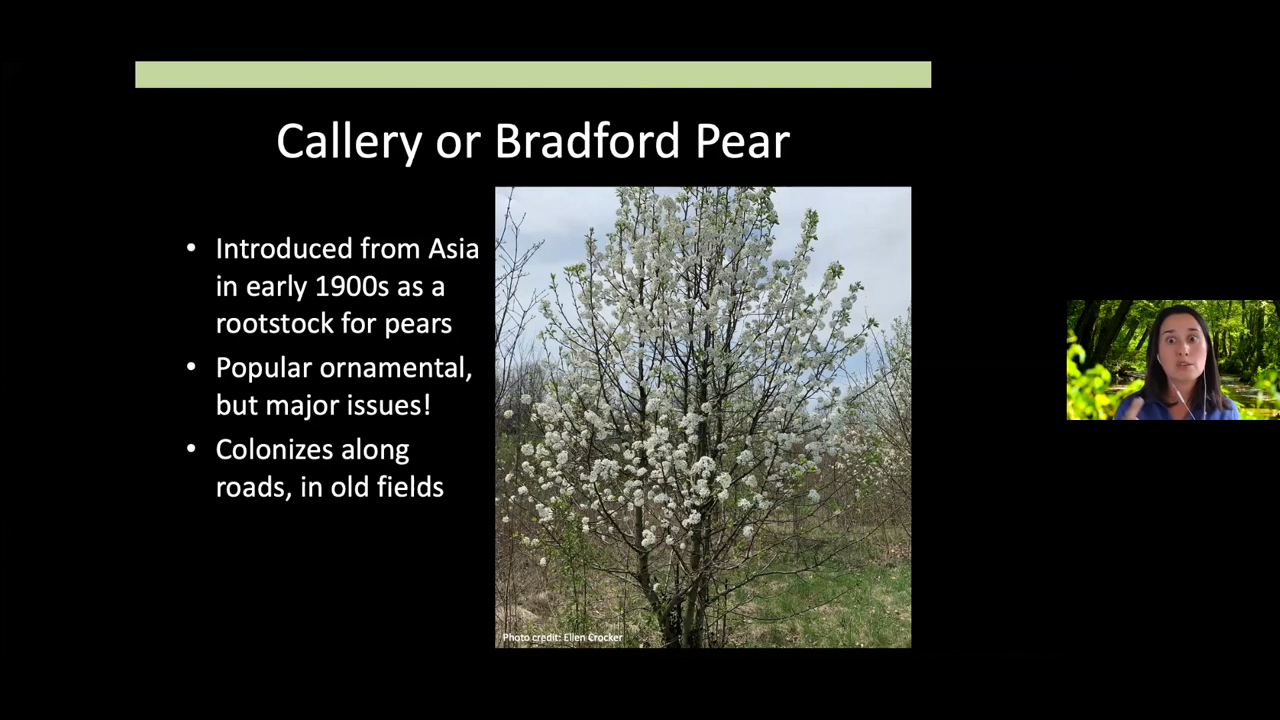 Callery or Bradford Pear
• Introduced from Asia
in early 1900s as a
rootstock for pears
• Popular ornamental,
but major issues!
• Colonizes along
roads, in old fields
Photo credit: Ellen Crocker